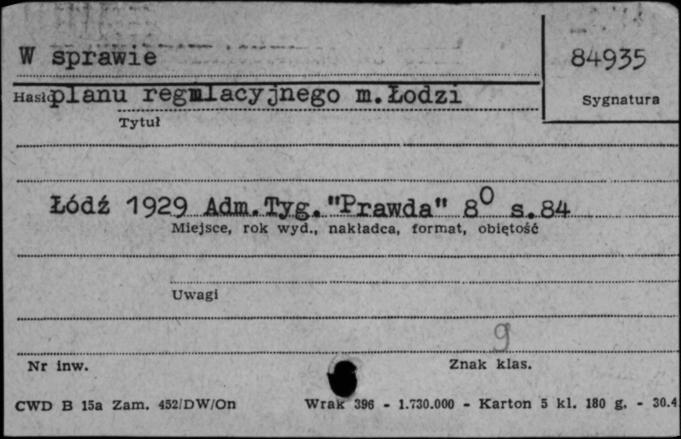 W sprawie
84935
Hasło planu regulacyjnego m.Łodzi
Sygnatura
Tytuł
Łódź 1929 Adm.Tyg."Prawda" 8⁰ s.84
Miejsce, rok wyd., nakładca, format, objętość
Uwagi
9
Nr inw.
Znak klas.
CWD B 15a Zam. 452/DW/On Wrak 396 - 1.730.000 - Karton 5 kl. 180 g. - 30.4